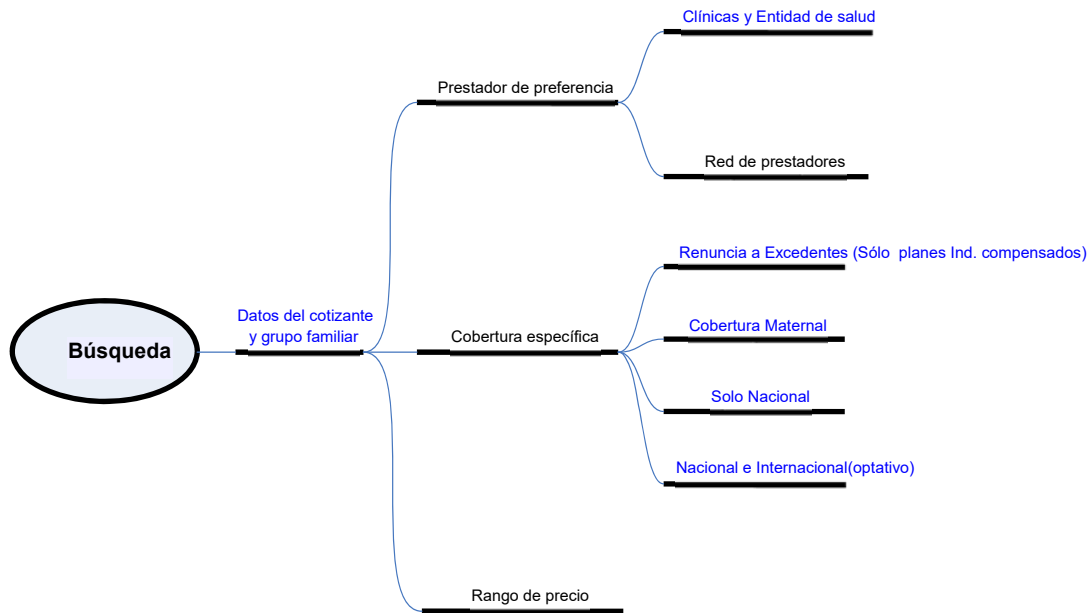 Búsqueda
Datos del cotizante
y grupo familiar
Prestador de preferencia
Clínicas y Entidad de salud
Red de prestadores
Cobertura específica
Renuncia a Excedentes (Sólo planes Ind. compensados)
Cobertura Maternal
Solo Nacional
Nacional e Internacional(optativo)
Rango de precio